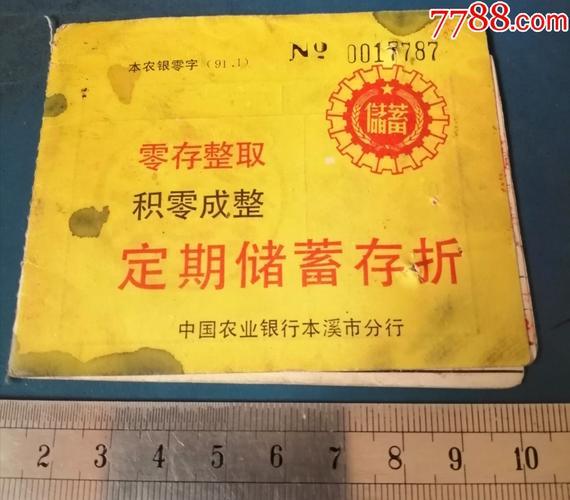 7788.com
本农银零字（91.1）
№ 0017787
儲蓄
零存整取
积零成整
定期储蓄存折
中国农业银行本溪市分行
2 3 4 5 6 7 8 9 10